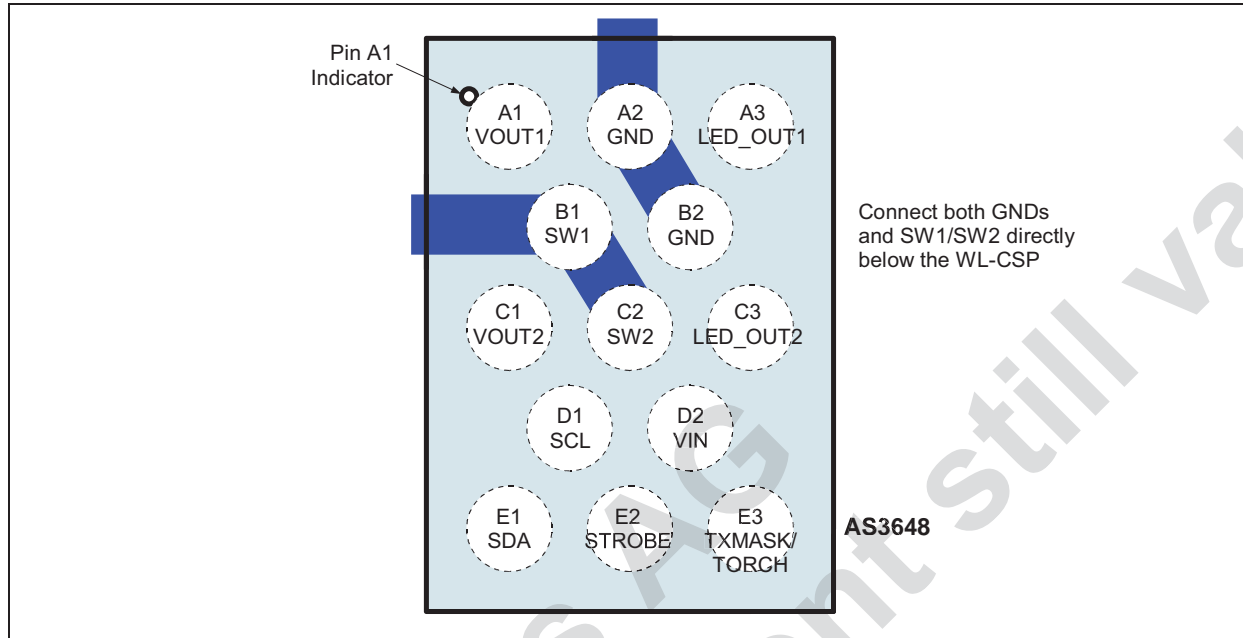 Pin A1
Indicator
A1
VOUT1
A2
GND
A3
LED_OUT1
B1
SW1
B2
GND
Connect both GNDs
and SW1/SW2 directly
below the WL-CSP
C1
VOUT2
C2
SW2
C3
LED_OUT2
D1
SCL
D2
VIN
E1
SDA
E2
STROBE
E3
TXMASK/
TORCH
AS3648
AG
still